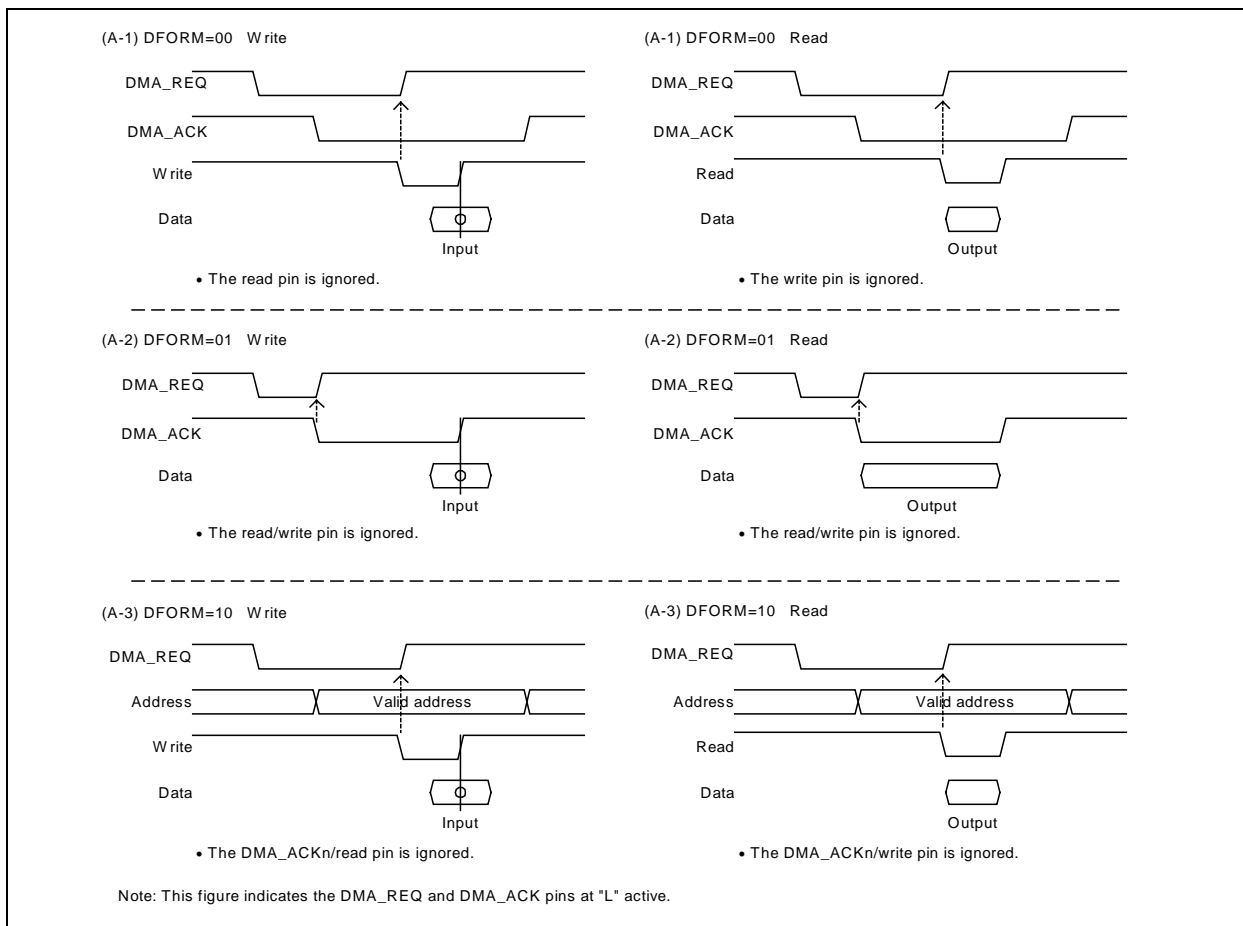 (A-1) DFORM=00 Write
DMA_REQ
DMA_ACK
Write
Data
Input
• The read pin is ignored.
(A-1) DFORM=00 Read
DMA_REQ
DMA_ACK
Read
Data
Output
• The write pin is ignored.
(A-2) DFORM=01 Write
DMA_REQ
DMA_ACK
Data
Input
• The read/write pin is ignored.
(A-2) DFORM=01 Read
DMA_REQ
DMA_ACK
Data
Output
• The read/write pin is ignored.
(A-3) DFORM=10 Write
DMA_REQ
Address
Valid address
Write
Data
Input
• The DMA_ACKn/read pin is ignored.
(A-3) DFORM=10 Read
DMA_REQ
Address
Valid address
Read
Data
Output
• The DMA_ACKn/write pin is ignored.
Note: This figure indicates the DMA_REQ and DMA_ACK pins at "L" active.